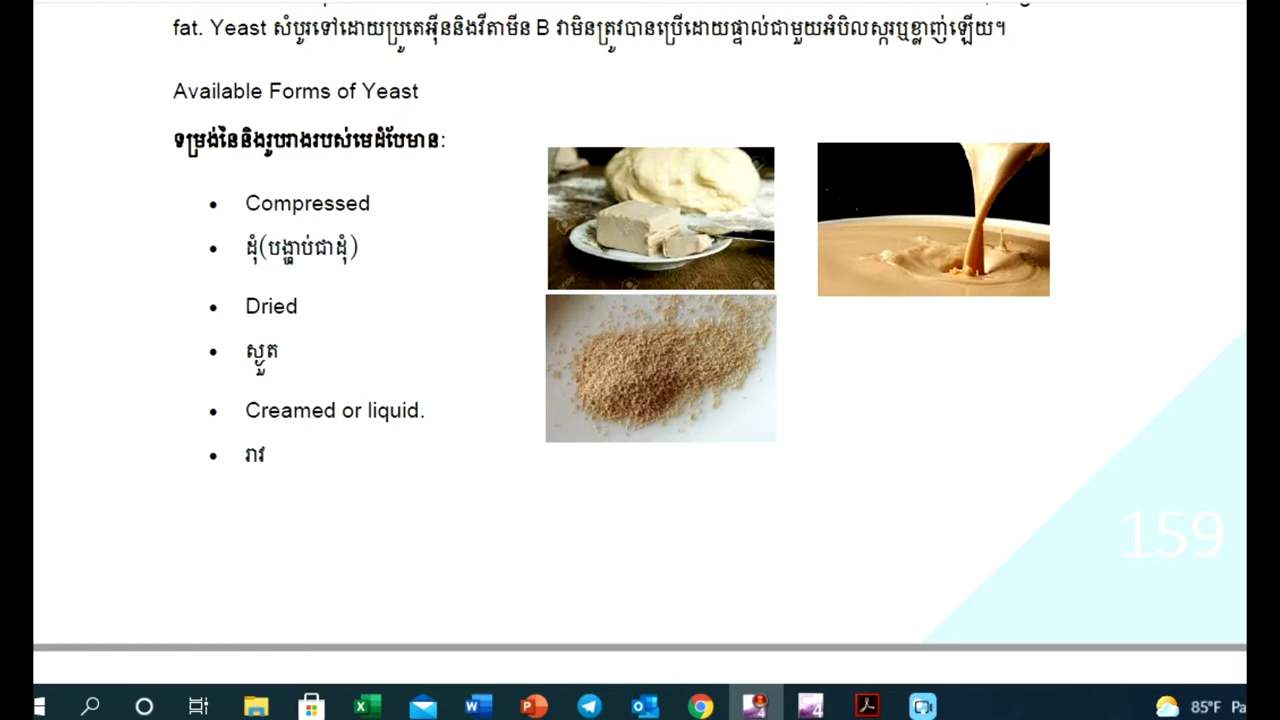 fat. Yeast សំបូរទៅដោយប្រូតេអ៊ីននិងវីតាមីន B វាមិនត្រូវបានប្រើដោយផ្ទាល់ជាមួយអំបិលស្ករឬខ្លាញ់ឡើយ។
Available Forms of Yeast
ទម្រង់នៃនិងរូបរាងរបស់មេដំបែមាន:
• Compressed
• ដុំ(បង្ហាប់ជាដុំ)
• Dried
• ស្ងួត
• Creamed or liquid.
• រាវ
159
85°F Pa